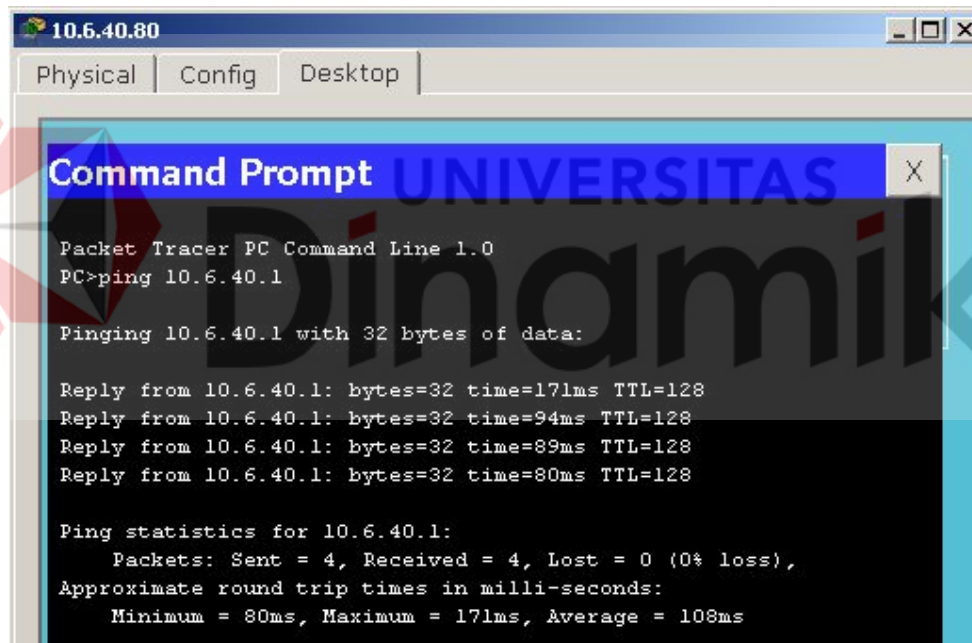 10.6.40.80
Physical Config Desktop
Command Prompt X
UNIVERSITAS
Dinamik
Packet Tracer PC Command Line 1.0
PC>ping 10.6.40.1
Pinging 10.6.40.1 with 32 bytes of data:
Reply from 10.6.40.1: bytes=32 time=171ms TTL=128
Reply from 10.6.40.1: bytes=32 time=94ms TTL=128
Reply from 10.6.40.1: bytes=32 time=89ms TTL=128
Reply from 10.6.40.1: bytes=32 time=80ms TTL=128
Ping statistics for 10.6.40.1:
Packets: Sent = 4, Received = 4, Lost = 0 (0% loss),
Approximate round trip times in milli-seconds:
Minimum = 80ms, Maximum = 171ms, Average = 108ms